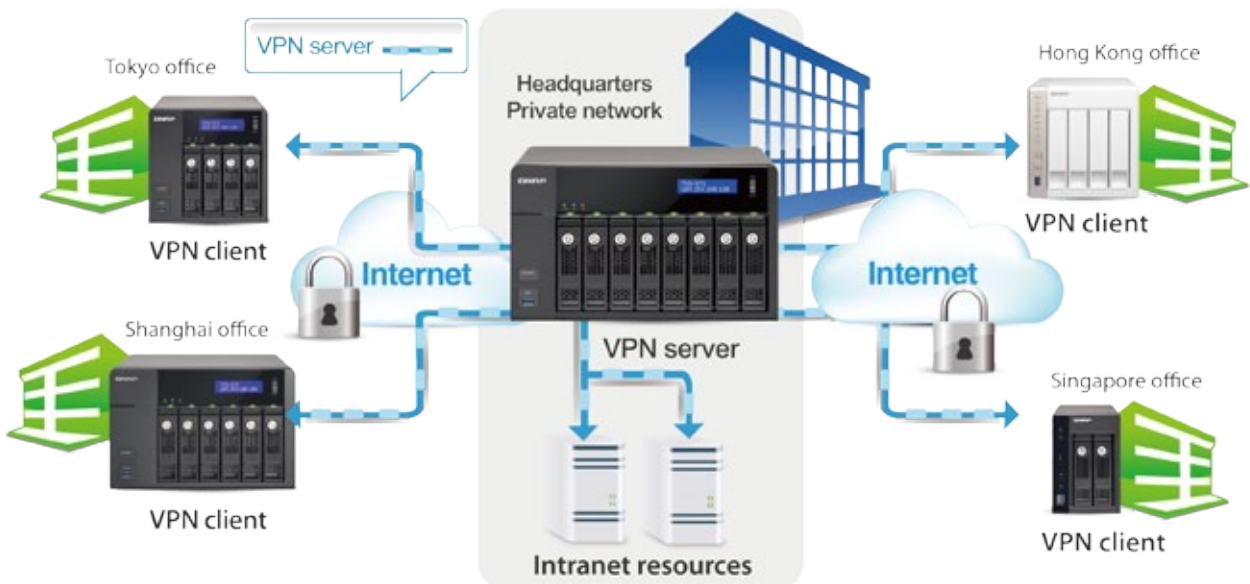 VPN server
Tokyo office
VPN client
Headquarters
Private network
Hong Kong office
VPN client
Internet
Internet
Shanghai office
VPN client
VPN server
Singapore office
VPN client
Intranet resources